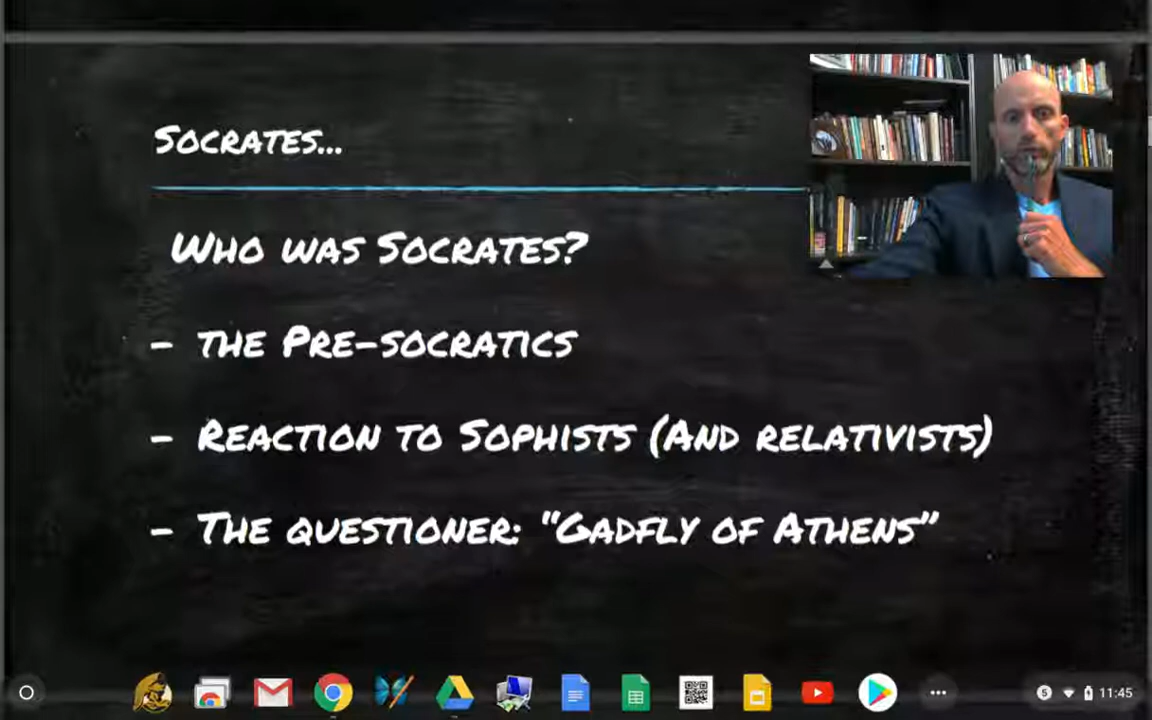 Socrates...
Who was Socrates?
- the Pre-socratics
- Reaction to Sophists (And relativists)
- The questioner: “Gadfly of Athens”
5 11:45